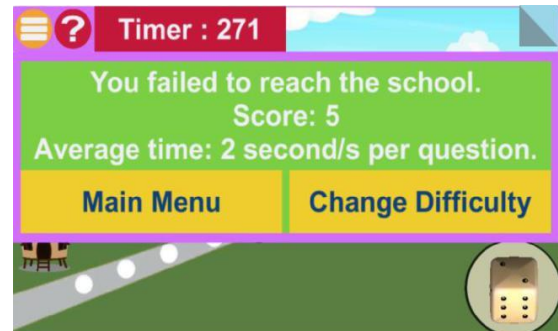 ? Timer : 271
You failed to reach the school.
Score: 5
Average time: 2 second/s per question.
Main Menu
Change Difficulty